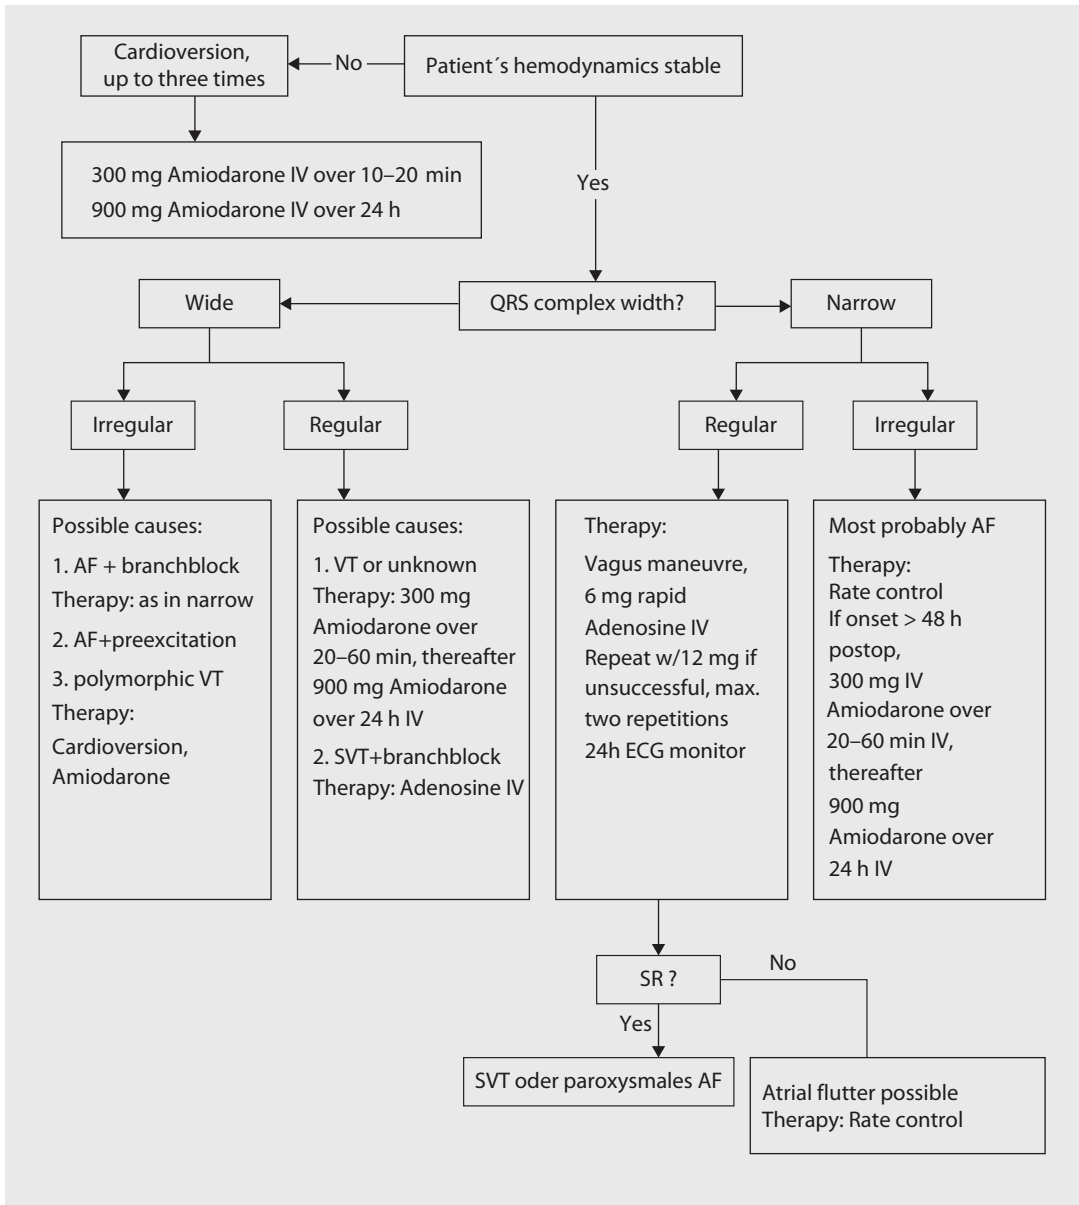 Cardioversion,
up to three times
No
Patient´s hemodynamics stable
300 mg Amiodarone IV over 10–20 min
900 mg Amiodarone IV over 24 h
Yes
Wide
QRS complex width?
Narrow
Irregular
Regular
Regular
Irregular
Possible causes:
1. AF + branchblock
Therapy: as in narrow
2. AF+preexcitation
3. polymorphic VT
Therapy:
Cardioversion,
Amiodarone
Possible causes:
1. VT or unknown
Therapy: 300 mg
Amiodarone over
20–60 min, thereafter
900 mg Amiodarone
over 24 h IV
2. SVT+branchblock
Therapy: Adenosine IV
Therapy:
Vagus maneuvre,
6 mg rapid
Adenosine IV
Repeat w/12 mg if
unsuccessful, max.
two repetitions
24h ECG monitor
Most probably AF
Therapy:
Rate control
If onset > 48 h
postop,
300 mg IV
Amiodarone over
20–60 min IV,
thereafter
900 mg
Amiodarone over
24 h IV
SR ?
No
Yes
SVT oder paroxysmales AF
Atrial flutter possible
Therapy: Rate control